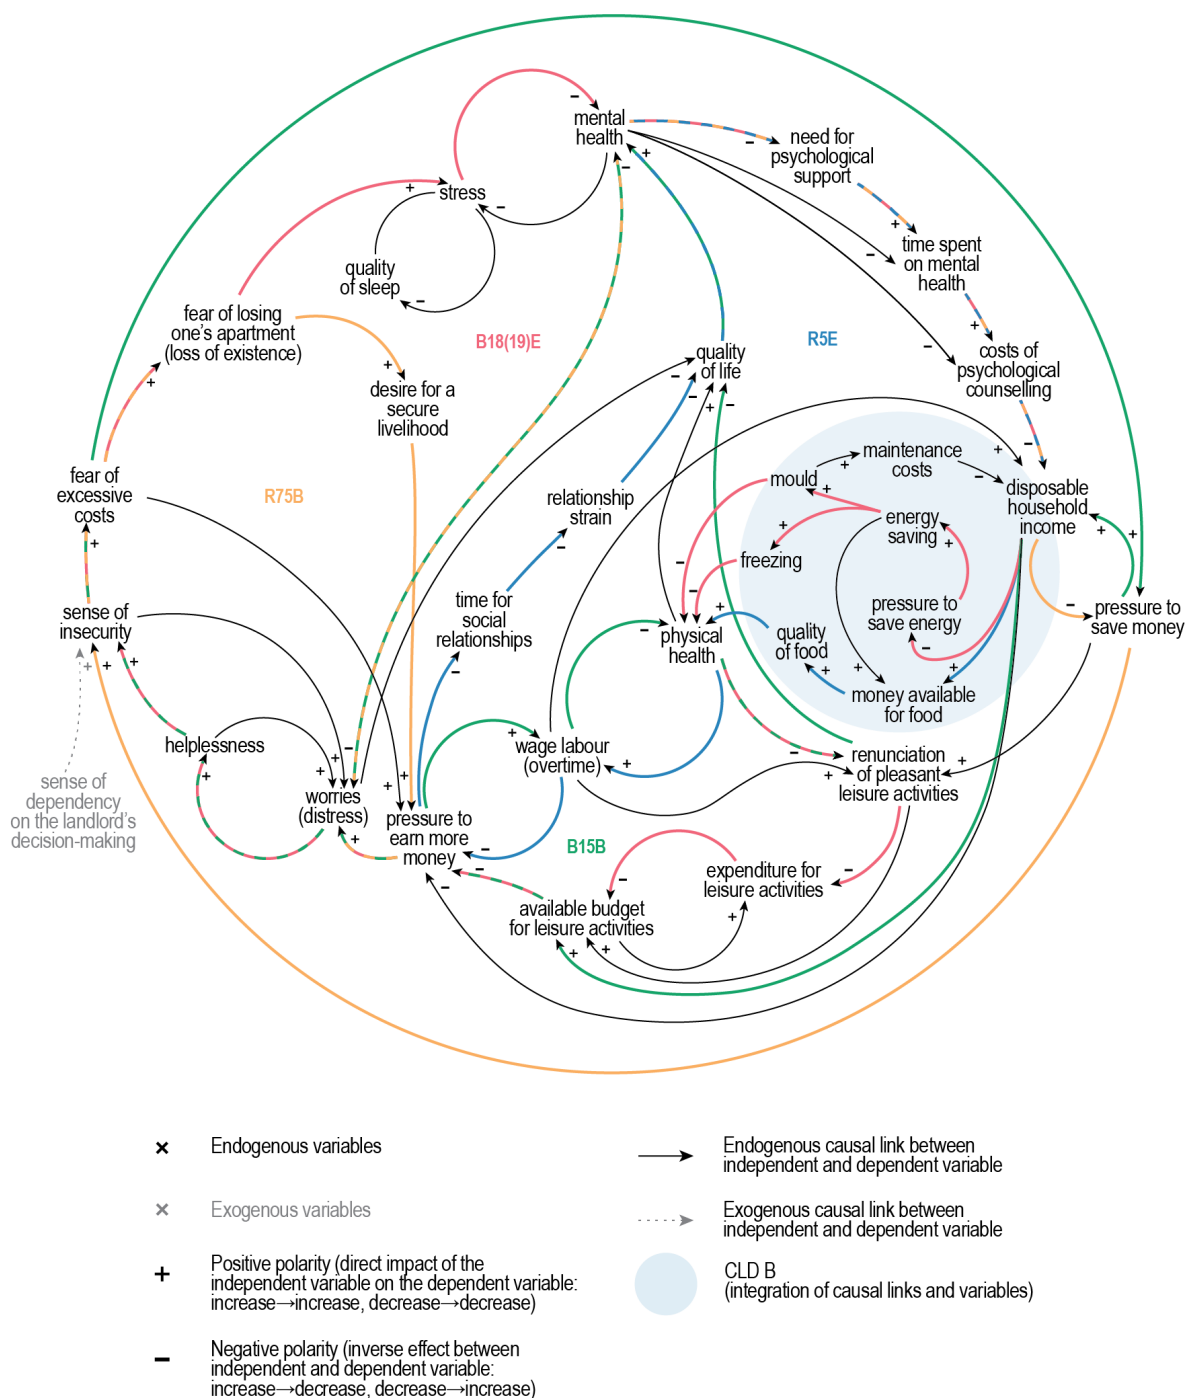 mental
health
need for
psychological
support
stress
time spent
on mental
health
quality
of sleep
fear of losing
one's apartment
(loss of existence)
B18(19)E
R5E
quality
of life
costs of
psychological
counselling
desire for a
secure
livelihood
maintenance
costs
mould
fear of
excessive
costs
R75B
relationship
strain
disposable
household
income
energy
saving
freezing
sense of
insecurity
time for
social
relationships
pressure to
save energy
pressure to
save money
physical
health
quality
of food
money available
for food
helplessness
wage labour
(overtime)
renunciation
of pleasant
leisure activities
sense of
dependency
on the landlord's
decision-making
worries
(distress)
pressure to
earn more
money
B15B
expenditure for
leisure activities
available budget
for leisure activities
× Endogenous variables
Endogenous causal link between
independent and dependent variable
× Exogenous variables
Exogenous causal link between
independent and dependent variable
+ Positive polarity (direct impact of the
independent variable on the dependent variable:
increase→increase, decrease→decrease)
CLD B
(integration of causal links and variables)
− Negative polarity (inverse effect between
independent and dependent variable:
increase→decrease, decrease→increase)